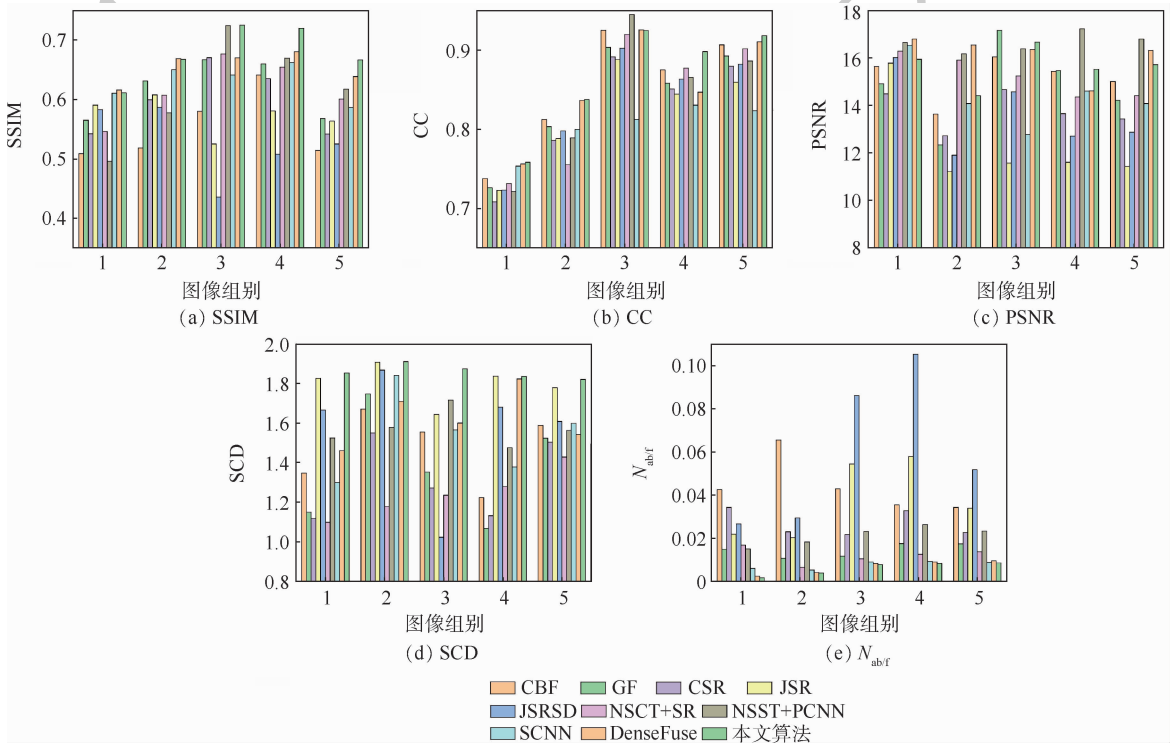 0.7
0.6
0.5
0.4
SSIM
1 2 3 4 5
图像组别
(a) SSIM
0.9
0.8
0.7
CC
1 2 3 4 5
图像组别
(b) CC
18
16
14
12
10
8
PSNR
1 2 3 4 5
图像组别
(c) PSNR
2.0
1.8
1.6
1.4
1.2
1.0
0.8
SCD
1 2 3 4 5
图像组别
(d) SCD
0.10
0.08
0.06
0.04
0.02
0
Nab/f
1 2 3 4 5
图像组别
(e) Nab/f
CBF GF CSR JSR
JSRSD NSCT+SR NSST+PCNN
SCNN DenseFuse 本文算法